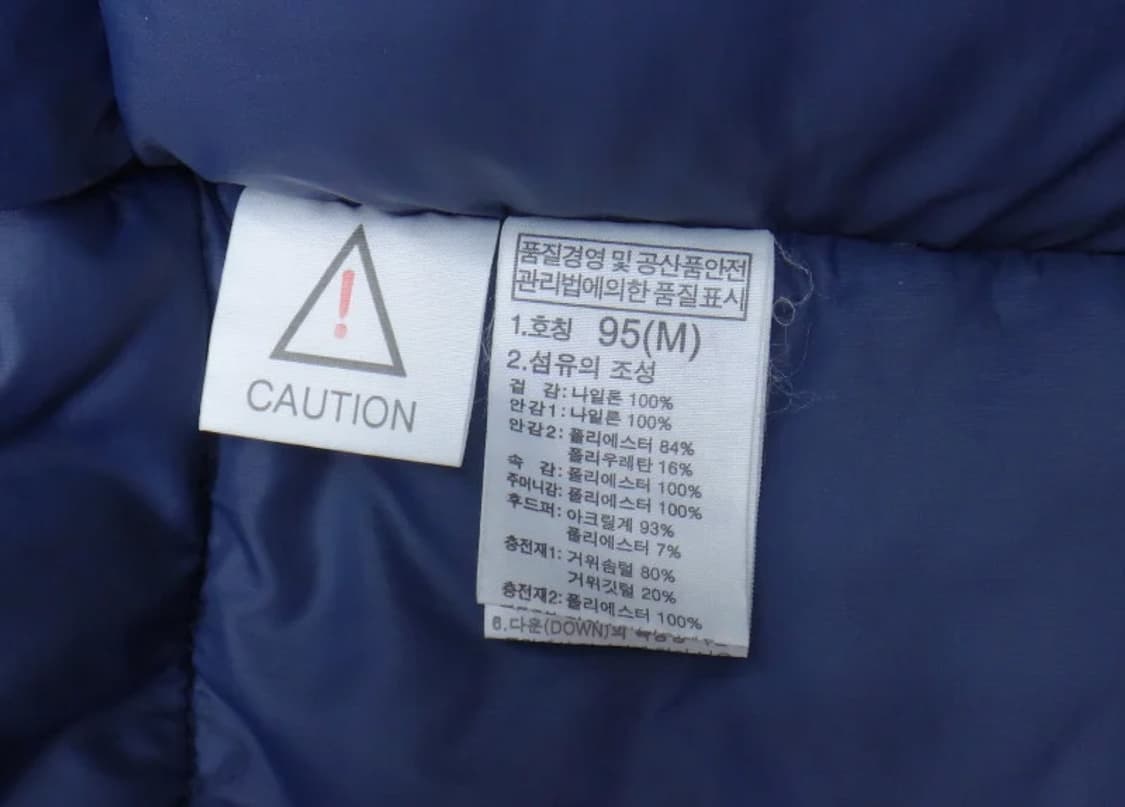 CAUTION
품질경영 및 공산품안전
관리법에의한 품질표시
1.호칭 95(M)
2.섬유의 조성
겉 감: 나일론 100%
안감1: 나일론 100%
안감2: 폴리에스터 84%
폴리우레탄 16%
속 감: 폴리에스터 100%
주머니감: 폴리에스터 100%
후드퍼: 아크릴계 93%
폴리에스터 7%
충전재1: 거위솜털 80%
거위깃털 20%
충전재2: 폴리에스터 100%
6.다운(DOWN)의